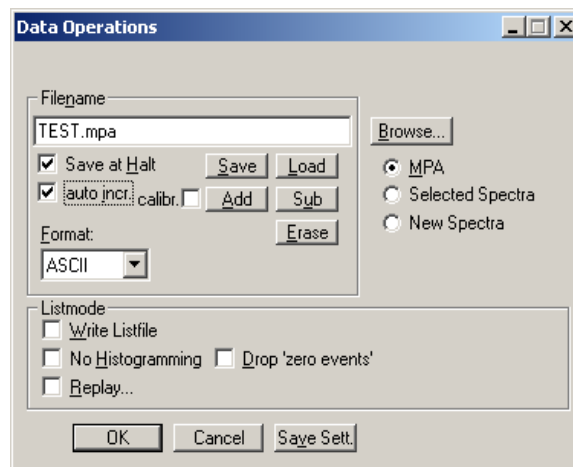 Data Operations
Filename
TEST.mpa
Browse...
Save at Halt
Save
Load
MPA
auto incr.
calibr.
Add
Sub
Selected Spectra
Format:
Erase
New Spectra
ASCII
Listmode
Write Listfile
No Histogramming
Drop 'zero events'
Replay...
OK
Cancel
Save Sett.